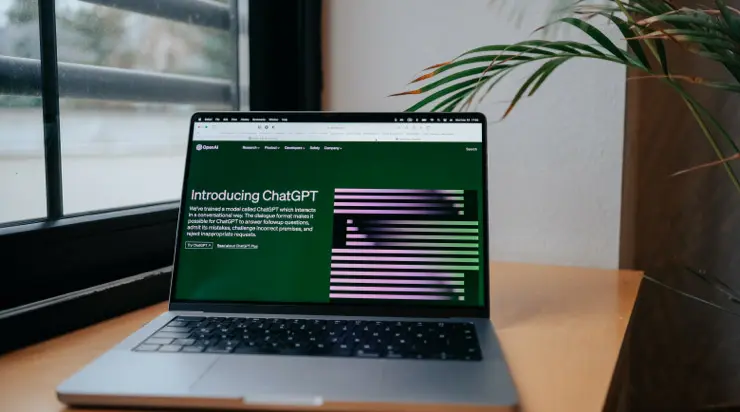 OpenAI
Research Product Developers Safety Company
Search
Introducing ChatGPT
We've trained a model called ChatGPT which interacts
in a conversational way. The dialogue format makes it
possible for ChatGPT to answer followup questions,
admit its mistakes, challenge incorrect premises, and
reject inappropriate requests.
Try ChatGPT
Read about ChatGPT Plus